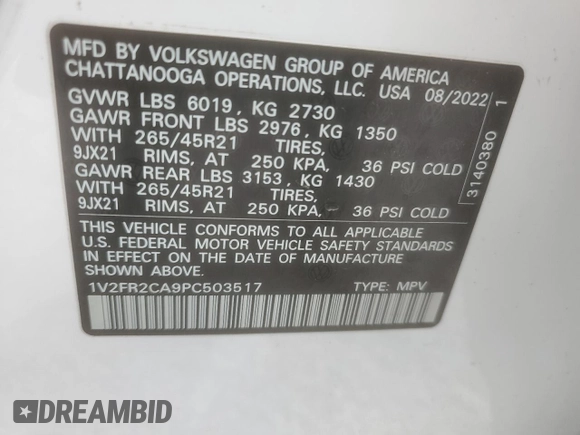 MFD BY VOLKSWAGEN GROUP OF AMERICA
CHATTANOOGA OPERATIONS, LLC. USA 08/2022
GVWR LBS 6019, KG 2730
GAWR FRONT LBS 2976, KG 1350
WITH 265/45R21 TIRES,
9JX21 RIMS, AT 250 KPA, 36 PSI COLD
GAWR REAR LBS 3153, KG 1430
WITH 265/45R21 TIRES,
9JX21 RIMS, AT 250 KPA, 36 PSI COLD
THIS VEHICLE CONFORMS TO ALL APPLICABLE
U.S. FEDERAL MOTOR VEHICLE SAFETY STANDARDS
IN EFFECT ON THE DATE OF MANUFACTURE
SHOWN ABOVE.
1V2FR2CA9PC503517 TYPE: MPV
3140380 1
DREAMBID